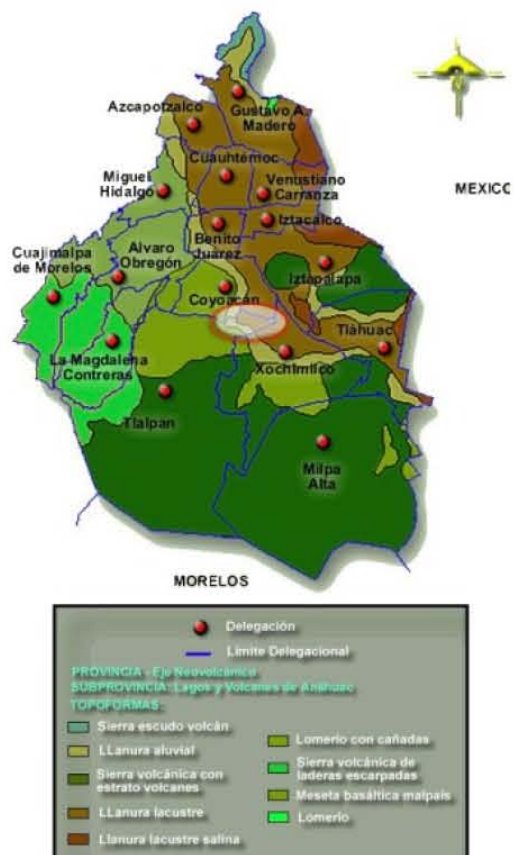 Azcapotzalco
Gustavo A.
Madero
Cuauhtémoc
Miguel
Hidalgo
Venustiano
Carranza
MEXICO
Iztacalco
Benito
Juárez
Alvaro
Obregón
Cuajimalpa
de Morelos
Iztapalapa
Coyoacán
Tláhuac
La Magdalena
Contreras
Xochimilco
Tlalpan
Milpa
Alta
MORELOS
Delegación
Límite Delegacional
PROVINCIA - Eje Neovolcánico
SUBPROVINCIA: Lagos y Volcanes de Anáhuac
TOPOFORMAS:
Sierra escudo volcán
LLanura aluvial
Sierra volcánica con
estrato volcanes
LLanura lacustre
Llanura lacustre salina
Lomerío con cañadas
Sierra volcánica de
laderas escarpadas
Meseta basáltica malpaís
Lomerío